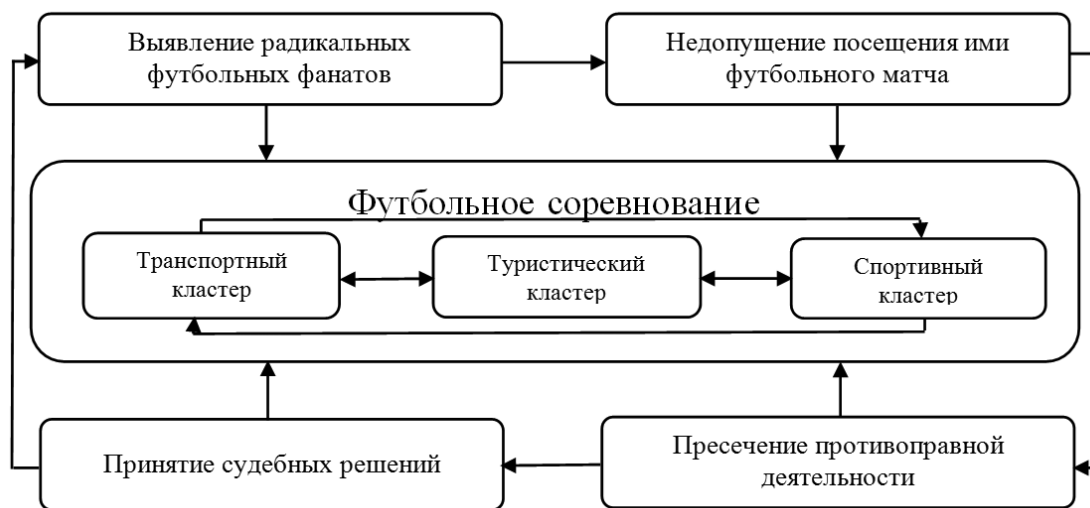 Выявление радикальных
футбольных фанатов
Недопущение посещения ими
футбольного матча
Футбольное соревнование
Транспортный
кластер
Туристический
кластер
Спортивный
кластер
Принятие судебных решений
Пресечение противоправной
деятельности